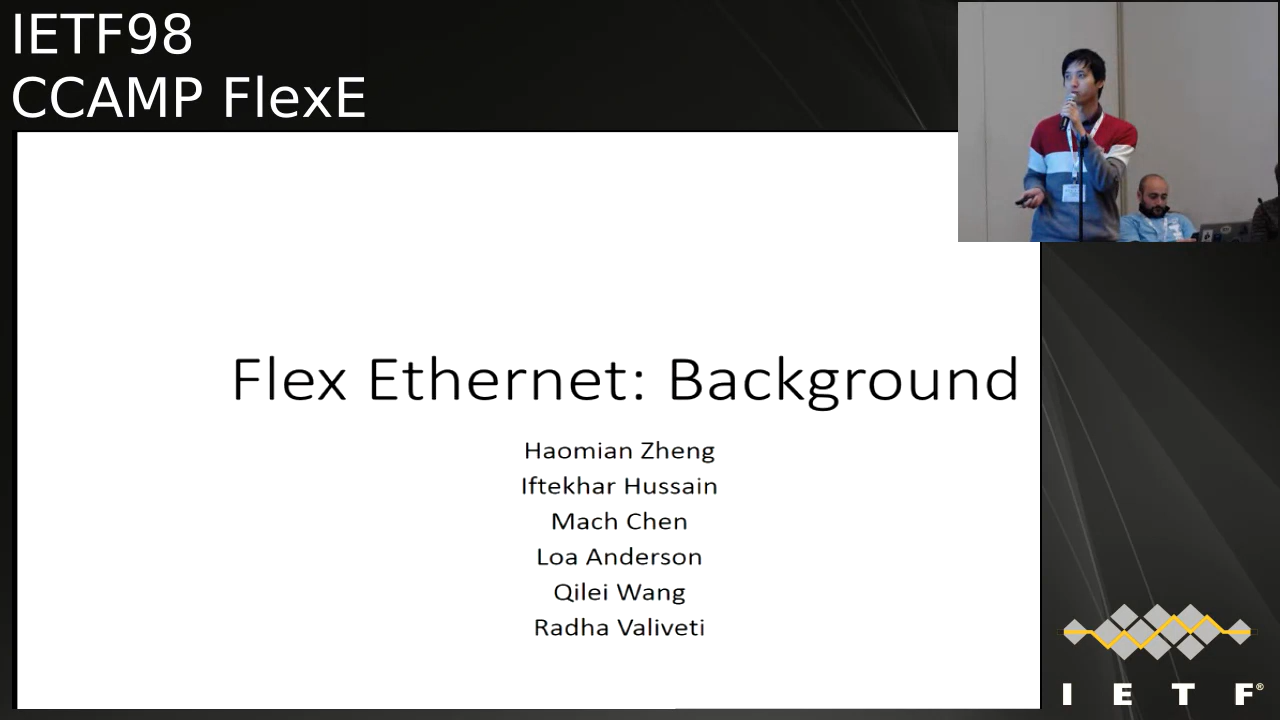 IETF98
CCAMP FlexE
Flex Ethernet: Background
Haomian Zheng
Iftekhar Hussain
Mach Chen
Loa Anderson
Qilei Wang
Radha Valiveti
I E T F®